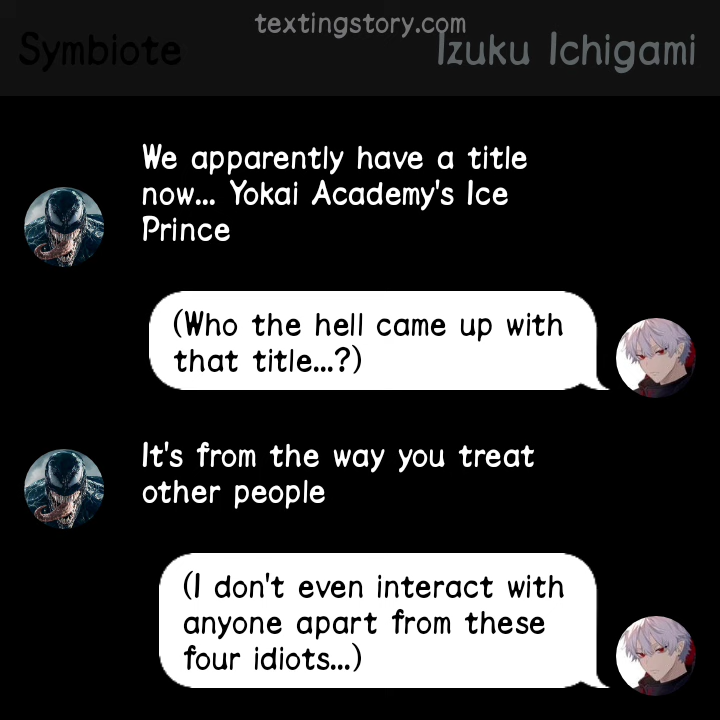 textingstory.com
Symbiote
Izuku Ichigami
We apparently have a title
now... Yokai Academy's Ice
Prince
(Who the hell came up with
that title...?)
It's from the way you treat
other people
(I don't even interact with
anyone apart from these
four idiots...)